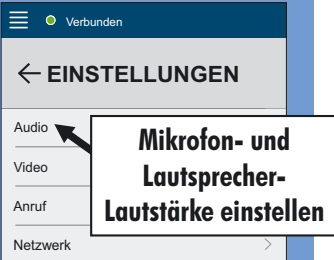 Verbunden
← EINSTELLUNGEN
Audio
Mikrofon- und
Lautsprecher-
Lautstärke einstellen
Video
Anruf
Netzwerk >